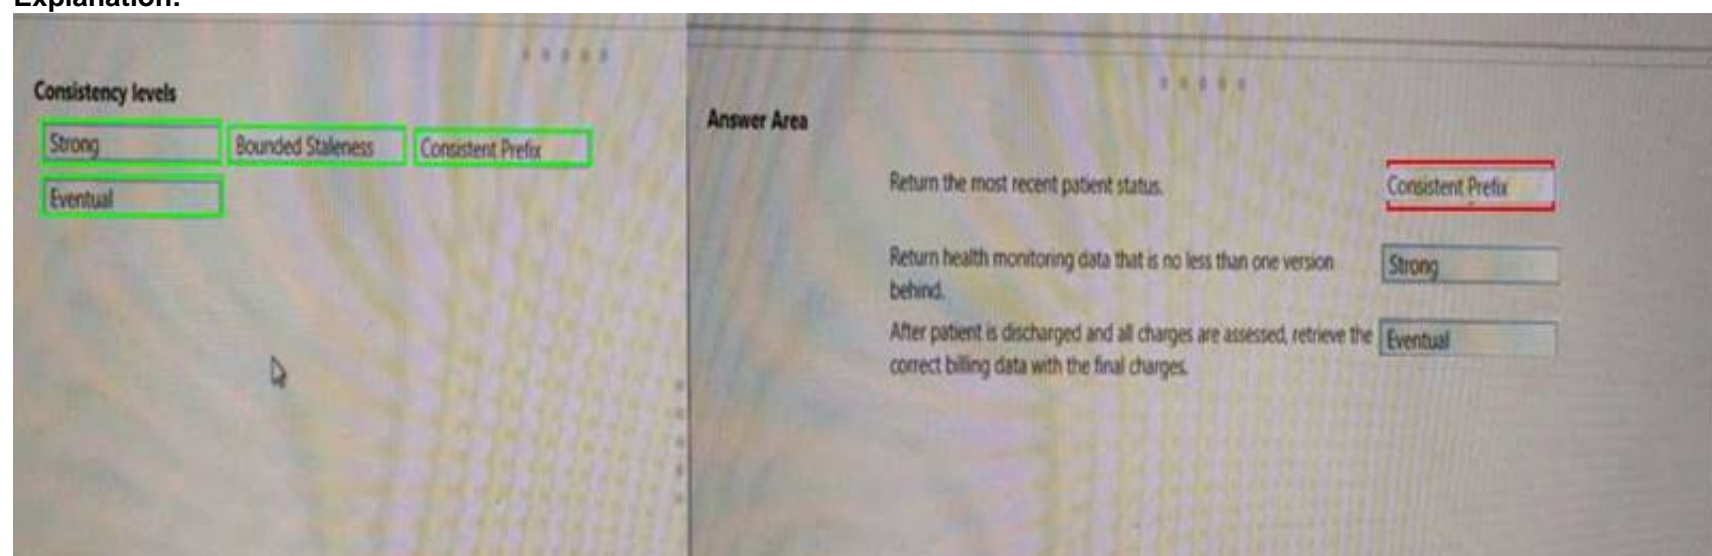 Explanation:
Consistency levels
Strong
Bounded Staleness
Consistent Prefix
Eventual
Answer Area
Return the most recent patient status.
Consistent Prefix
Return health monitoring data that is no less than one version
behind.
Strong
After patient is discharged and all charges are assessed, retrieve the
correct billing data with the final charges.
Eventual